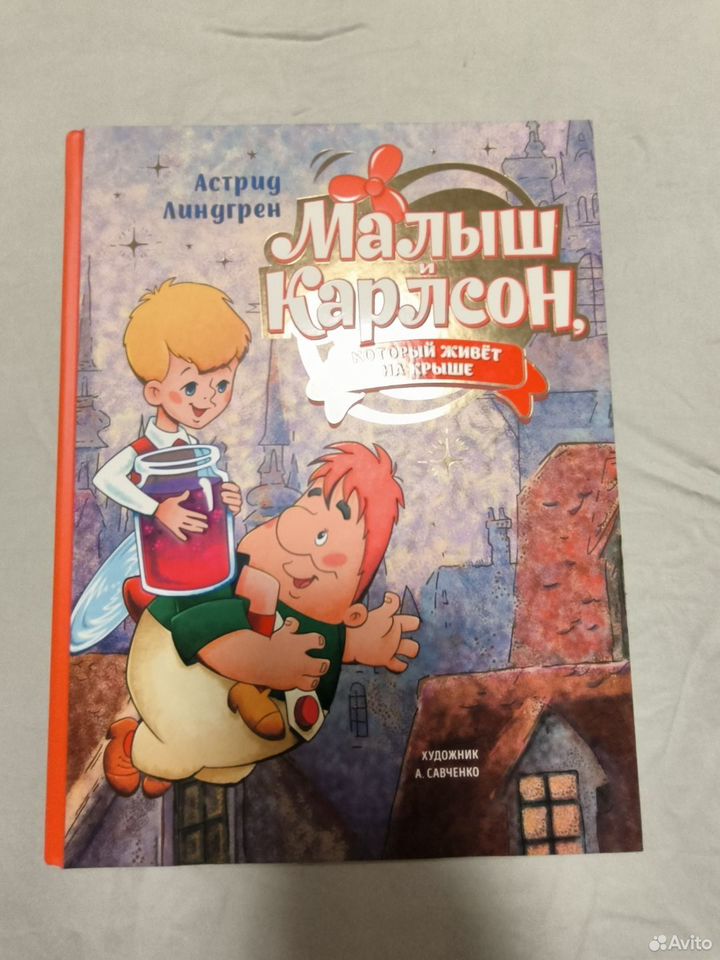 Астрид
Линдгрен
Малыш
и
Карлсон,
который живёт
на крыше
художник
А. Савченко
Avito